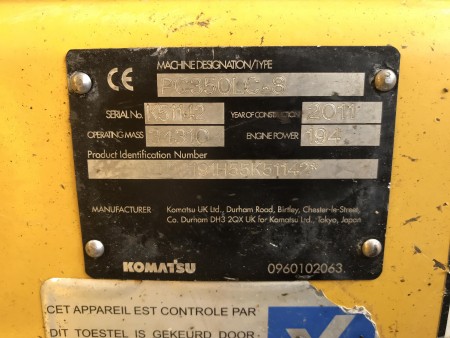 CE MACHINE DESIGNATION/TYPE
SERIAL No. K51142 YEAR OF CONSTRUCTION 2011
OPERATING MASS ENGINE POWER 194
Product Identification Number
MANUFACTURER Komatsu UK Ltd., Durham Road, Birtley, Chester-le-Street,
Co. Durham DH3 2QX UK for Komatsu Ltd., Tokyo, Japan
KOMATSU 0960102063
CET APPAREIL EST CONTROLE PAR
DIT TOESTEL IS GEKEURD DOOR